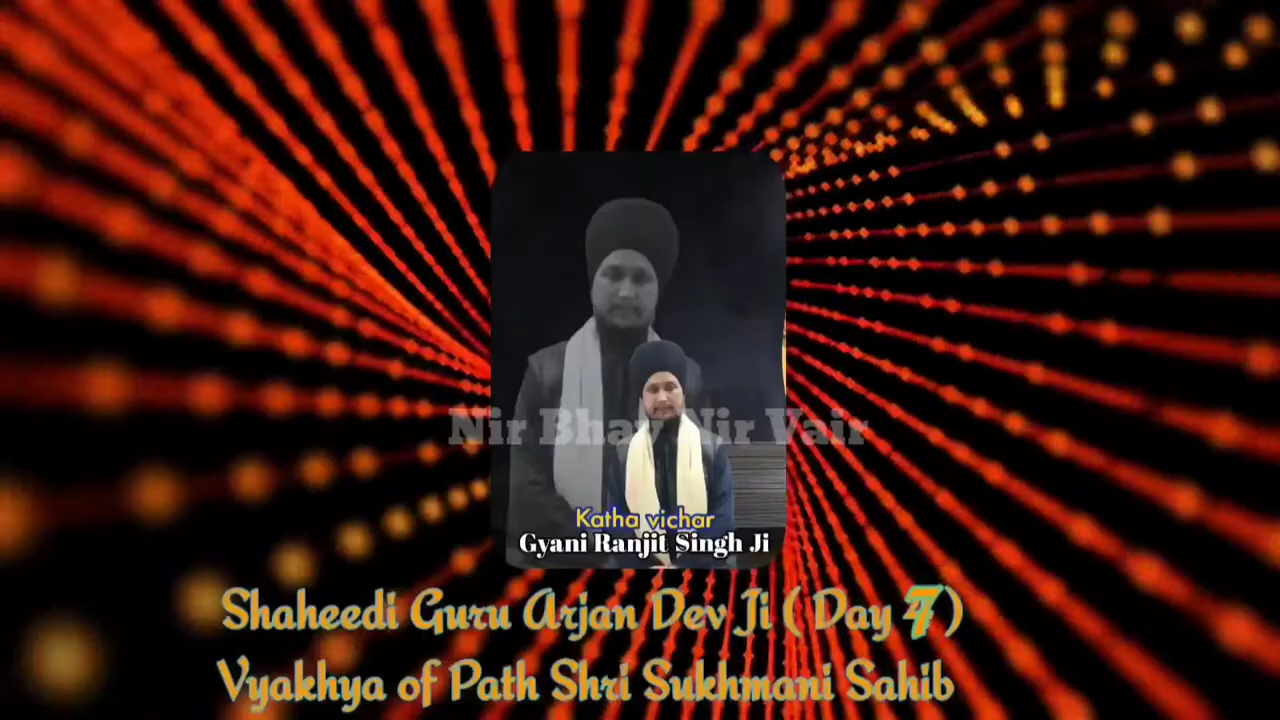 Nir Bhav Nir Vair
Katha vichar
Gyani Ranjit Singh Ji
Shaheedi Guru Arjan Dev Ji ( Day 7 )
Vyakhya of Path Shri Sukhmani Sahib